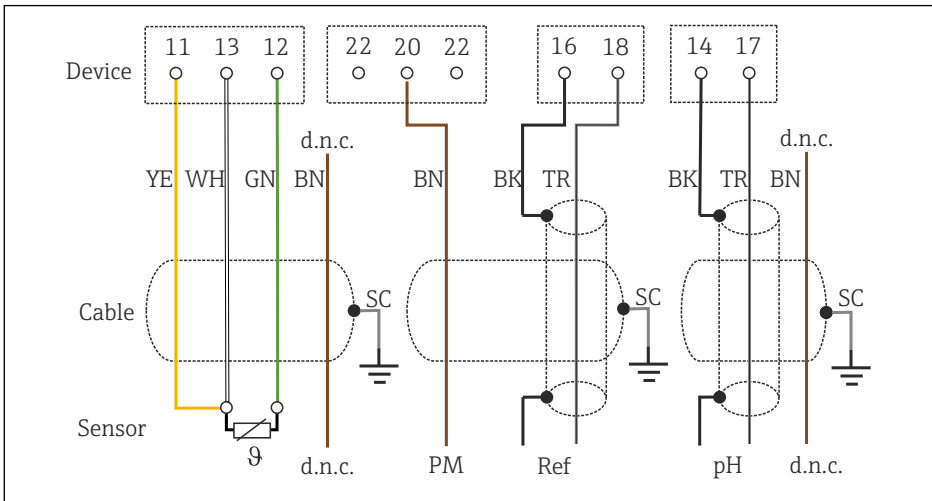 11 13 12 22 20 22 16 18 14 17
Device
d.n.c. d.n.c.
YE WH GN BN BN BK TR BK TR BN
SC SC SC
Cable
Sensor
ϑ d.n.c. PM Ref pH d.n.c.